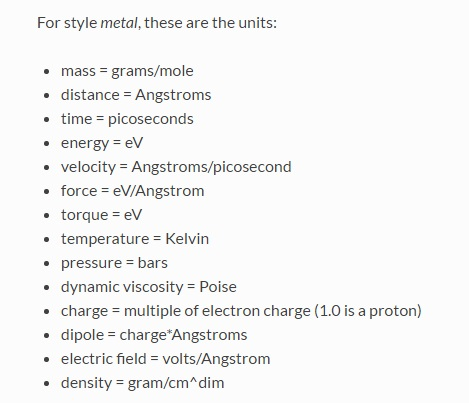 For style metal, these are the units:
• mass = grams/mole
• distance = Angstroms
• time = picoseconds
• energy = eV
• velocity = Angstroms/picosecond
• force = eV/Angstrom
• torque = eV
• temperature = Kelvin
• pressure = bars
• dynamic viscosity = Poise
• charge = multiple of electron charge (1.0 is a proton)
• dipole = charge*Angstroms
• electric field = volts/Angstrom
• density = gram/cm^dim